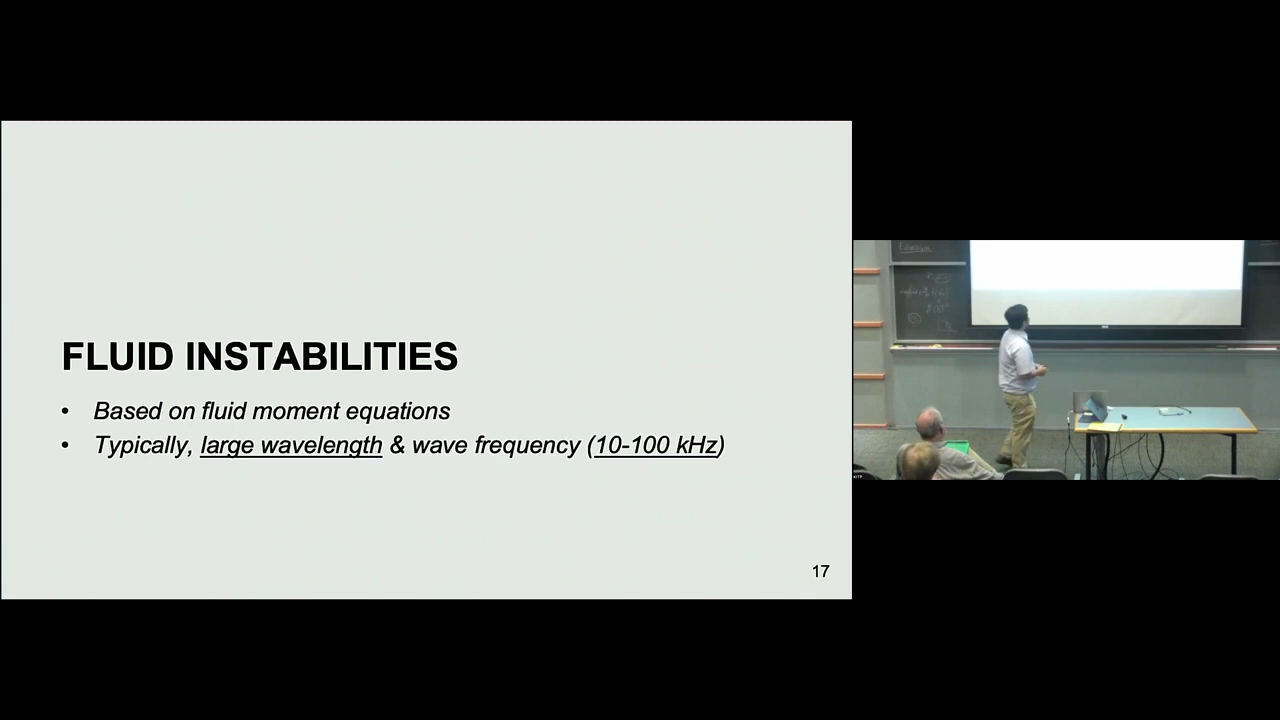 FLUID INSTABILITIES
• Based on fluid moment equations
• Typically, large wavelength & wave frequency (10-100 kHz)
17